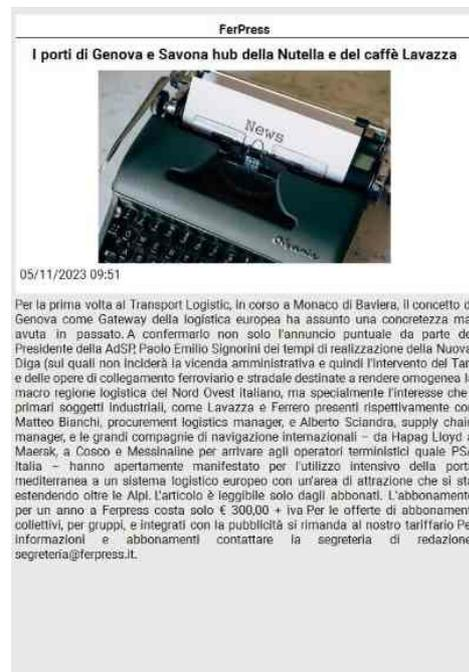 FerPress
I porti di Genova e Savona hub della Nutella e del caffè Lavazza
News
Olympia
05/11/2023 09:51
Per la prima volta al Transport Logistic, in corso a Monaco di Baviera, il concetto d
Genova come Gateway della logistica europea ha assunto una concretezza ma
avuta in passato. A confermarlo non solo l'annuncio puntuale da parte de
Presidente della AdSP, Paolo Emilio Signorini dei tempi di realizzazione della Nuova
Diga (sui quali non inciderà la vicenda amministrativa e quindi l'intervento del Tar
e delle opere di collegamento ferroviario e stradale destinate a rendere omogenea l
macro regione logistica del Nord Ovest italiano, ma specialmente l'interesse che
primari soggetti industriali, come Lavazza e Ferrero presenti rispettivamente co
Matteo Bianchi, procurement logistics manager, e Alberto Sciandra, supply chair
manager, e le grandi compagnie di navigazione internazionali – da Hapag Lloyd a
Maersk, a Cosco e Messinaline per arrivare agli operatori terministici quale PSA
Italia – hanno apertamente manifestato per l'utilizzo intensivo della port
mediterranea a un sistema logistico europeo con un'area di attrazione che si sta
estendendo oltre le Alpi. L'articolo è leggibile solo dagli abbonati. L'abbonament
per un anno a Ferpress costa solo € 300,00 + iva Per le offerte di abbonament
collettivi, per gruppi, e integrati con la pubblicità si rimanda al nostro tariffario Pe
informazioni e abbonamenti contattare la segreteria di redazione
segreteria@ferpress.it.